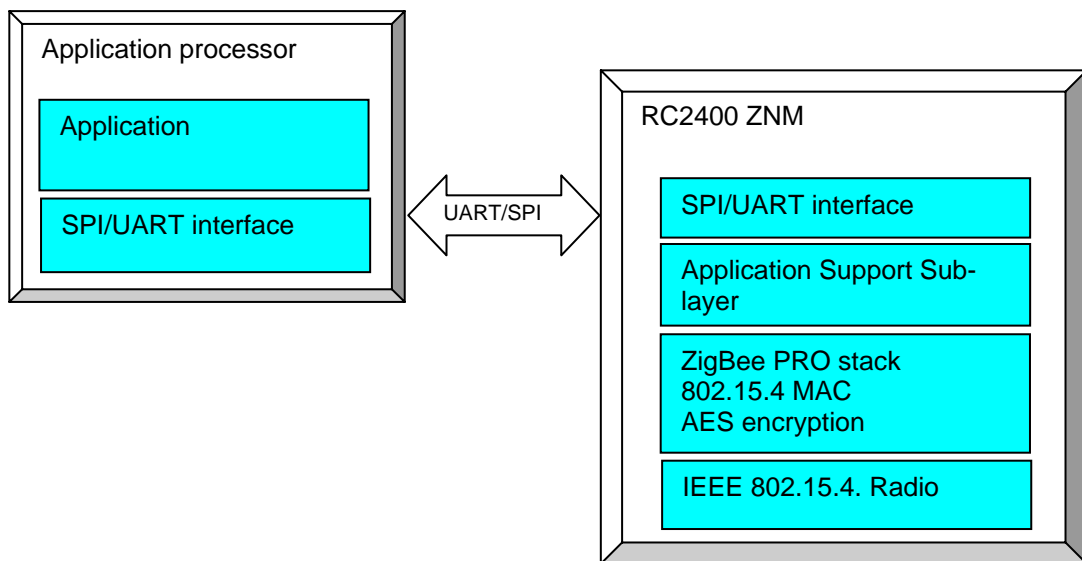 Application processor
Application
SPI/UART interface
UART/SPI
RC2400 ZNM
SPI/UART interface
Application Support Sub-
layer
ZigBee PRO stack
802.15.4 MAC
AES encryption
IEEE 802.15.4. Radio